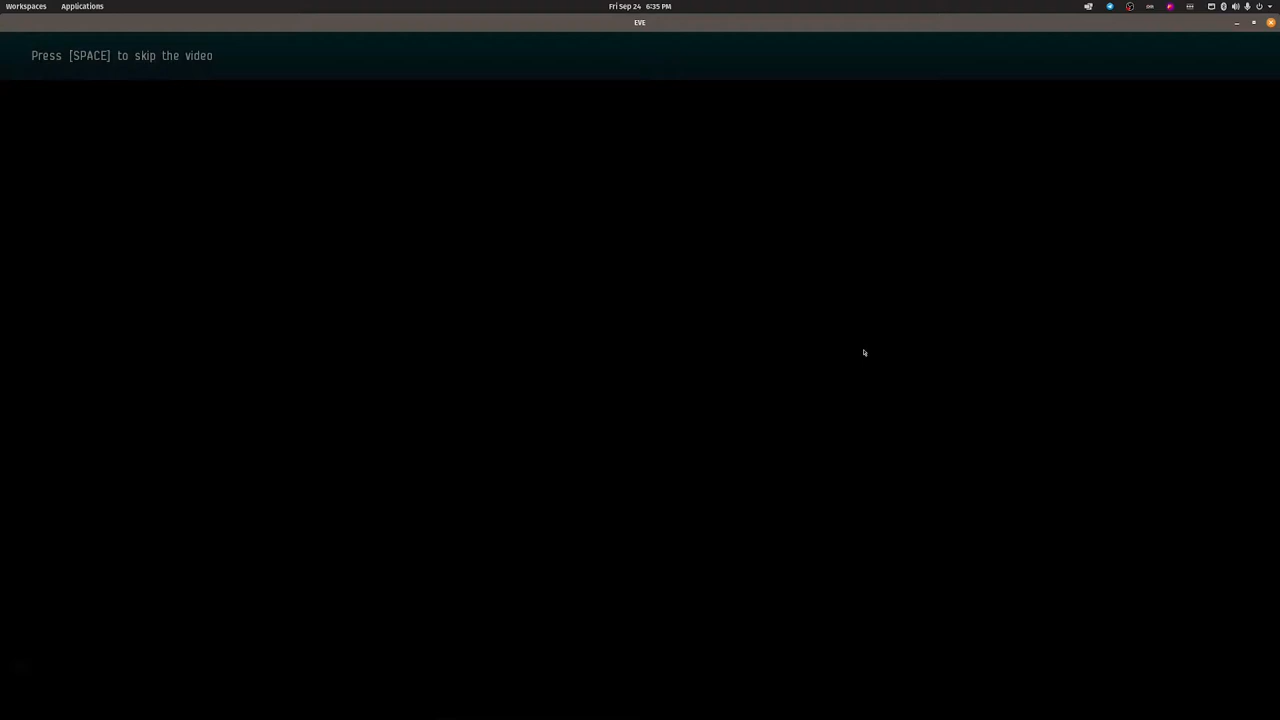 Workspaces Applications Fri Sep 24 6:35 PM
EVE
Press [SPACE] to skip the video